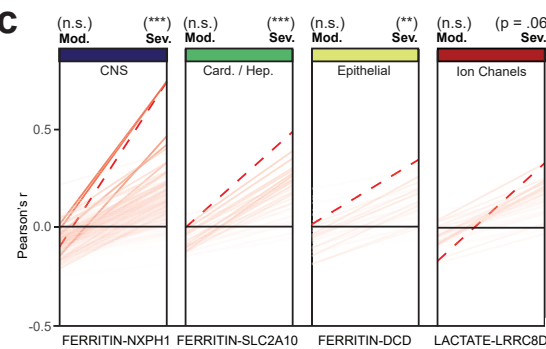 C
(n.s.) (***) (n.s.) (***) (n.s.) (**) (n.s.) (p = .06
Mod. Sev. Mod. Sev. Mod. Sev. Mod. Sev.
CNS Card. / Hep. Epithelial Ion Chanels
0.5
0.0
-0.5
Pearson's r
FERRITIN-NXPH1 FERRITIN-SLC2A10 FERRITIN-DCD LACTATE-LRRC8D